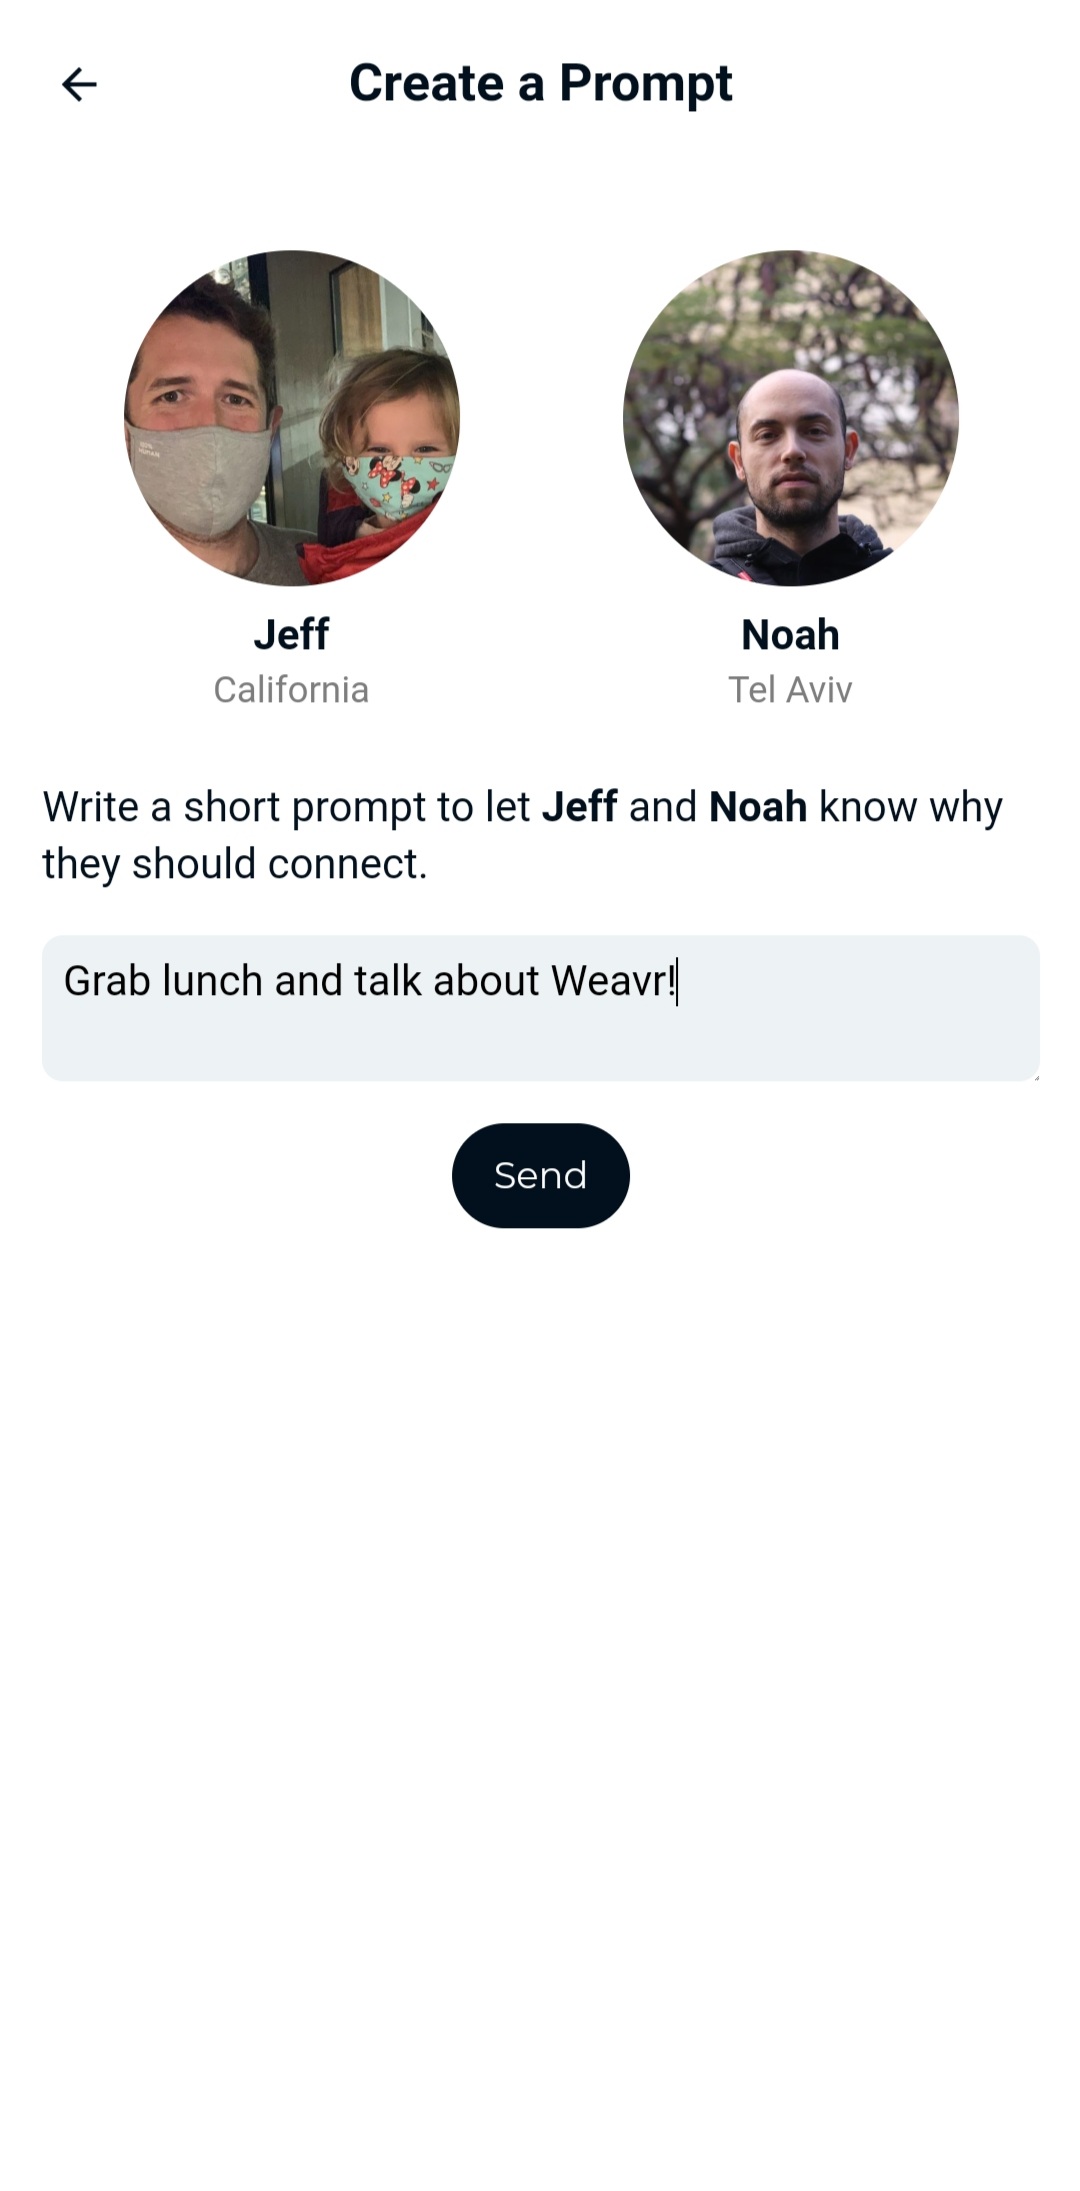 Create a Prompt
Jeff
California
Noah
Tel Aviv
Write a short prompt to let Jeff and Noah know why
they should connect.
Grab lunch and talk about Weavr!
Send